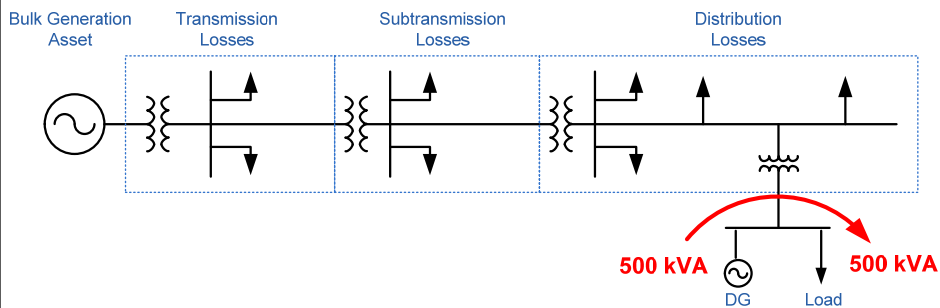 Bulk Generation
Asset
Transmission
Losses
Subtransmission
Losses
Distribution
Losses
500 kVA
500 kVA
DG
Load